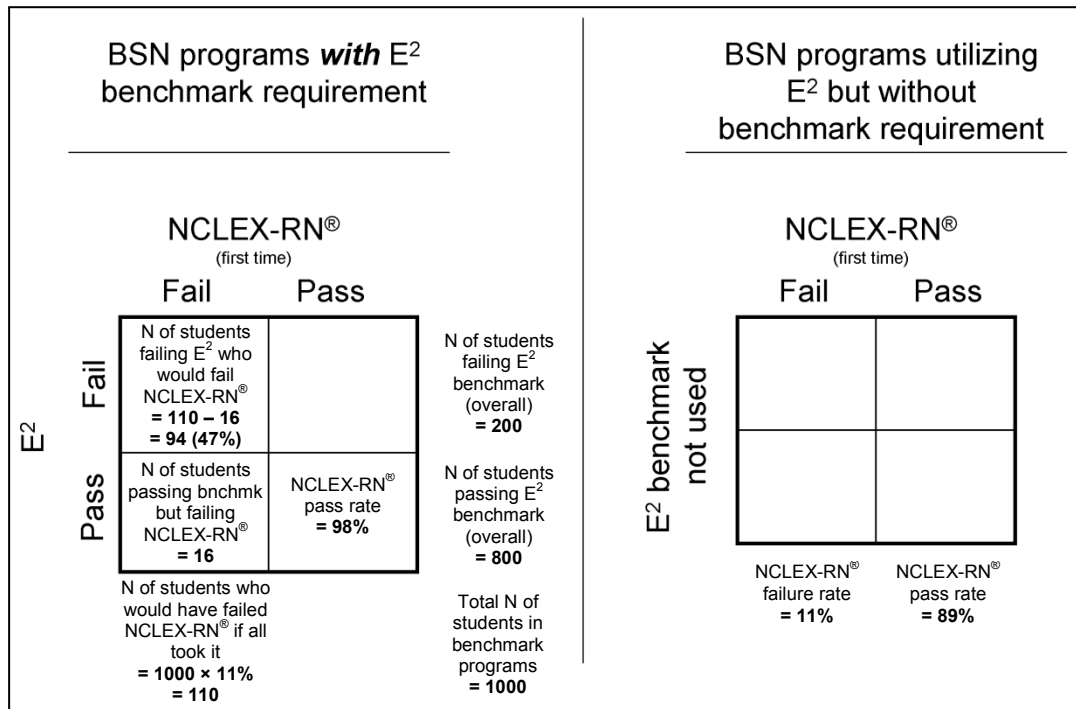 BSN programs with E²
benchmark requirement
NCLEX-RN®
(first time)
Fail Pass
E²
Fail
N of students
failing E² who
would fail
NCLEX-RN®
= 110 – 16
= 94 (47%)
N of students
failing E²
benchmark
(overall)
= 200
Pass
N of students
passing bnchmk
but failing
NCLEX-RN®
= 16
NCLEX-RN®
pass rate
= 98%
N of students
passing E²
benchmark
(overall)
= 800
N of students who
would have failed
NCLEX-RN® if all
took it
= 1000 × 11%
= 110
Total N of
students in
benchmark
programs
= 1000
BSN programs utilizing
E² but without
benchmark requirement
NCLEX-RN®
(first time)
Fail Pass
E² benchmark
not used
NCLEX-RN®
failure rate
= 11%
NCLEX-RN®
pass rate
= 89%